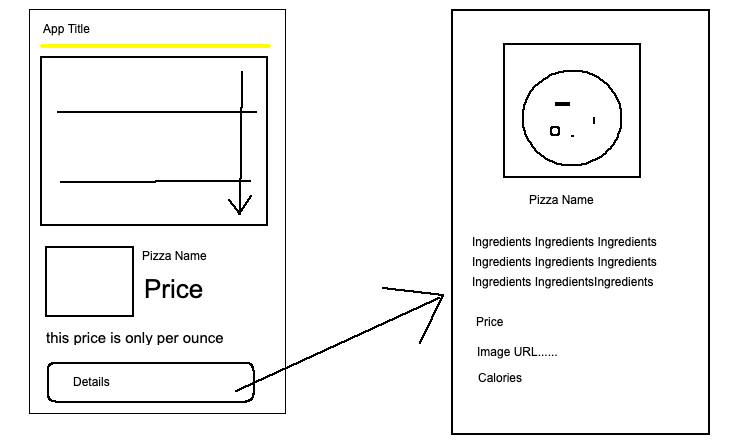 App Title
Pizza Name
Price
this price is only per ounce
Details
Pizza Name
Ingredients Ingredients Ingredients
Ingredients Ingredients Ingredients
Ingredients IngredientsIngredients
Price
Image URL......
Calories